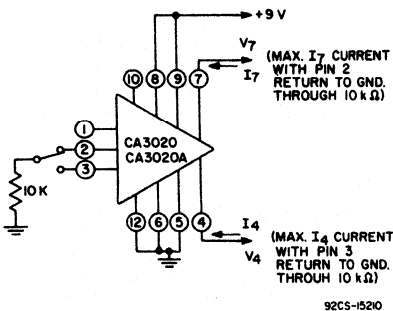 +9 V
V7
I7
(MAX. I7 CURRENT
WITH PIN 2
RETURN TO GND.
THROUGH 10 kΩ)
10
8
9
7
1
2
3
CA3020
CA3020A
10K
12
6
5
4
I4
V4
(MAX. I4 CURRENT
WITH PIN 3
RETURN TO GND.
THROUH 10 kΩ)
92CS-15210